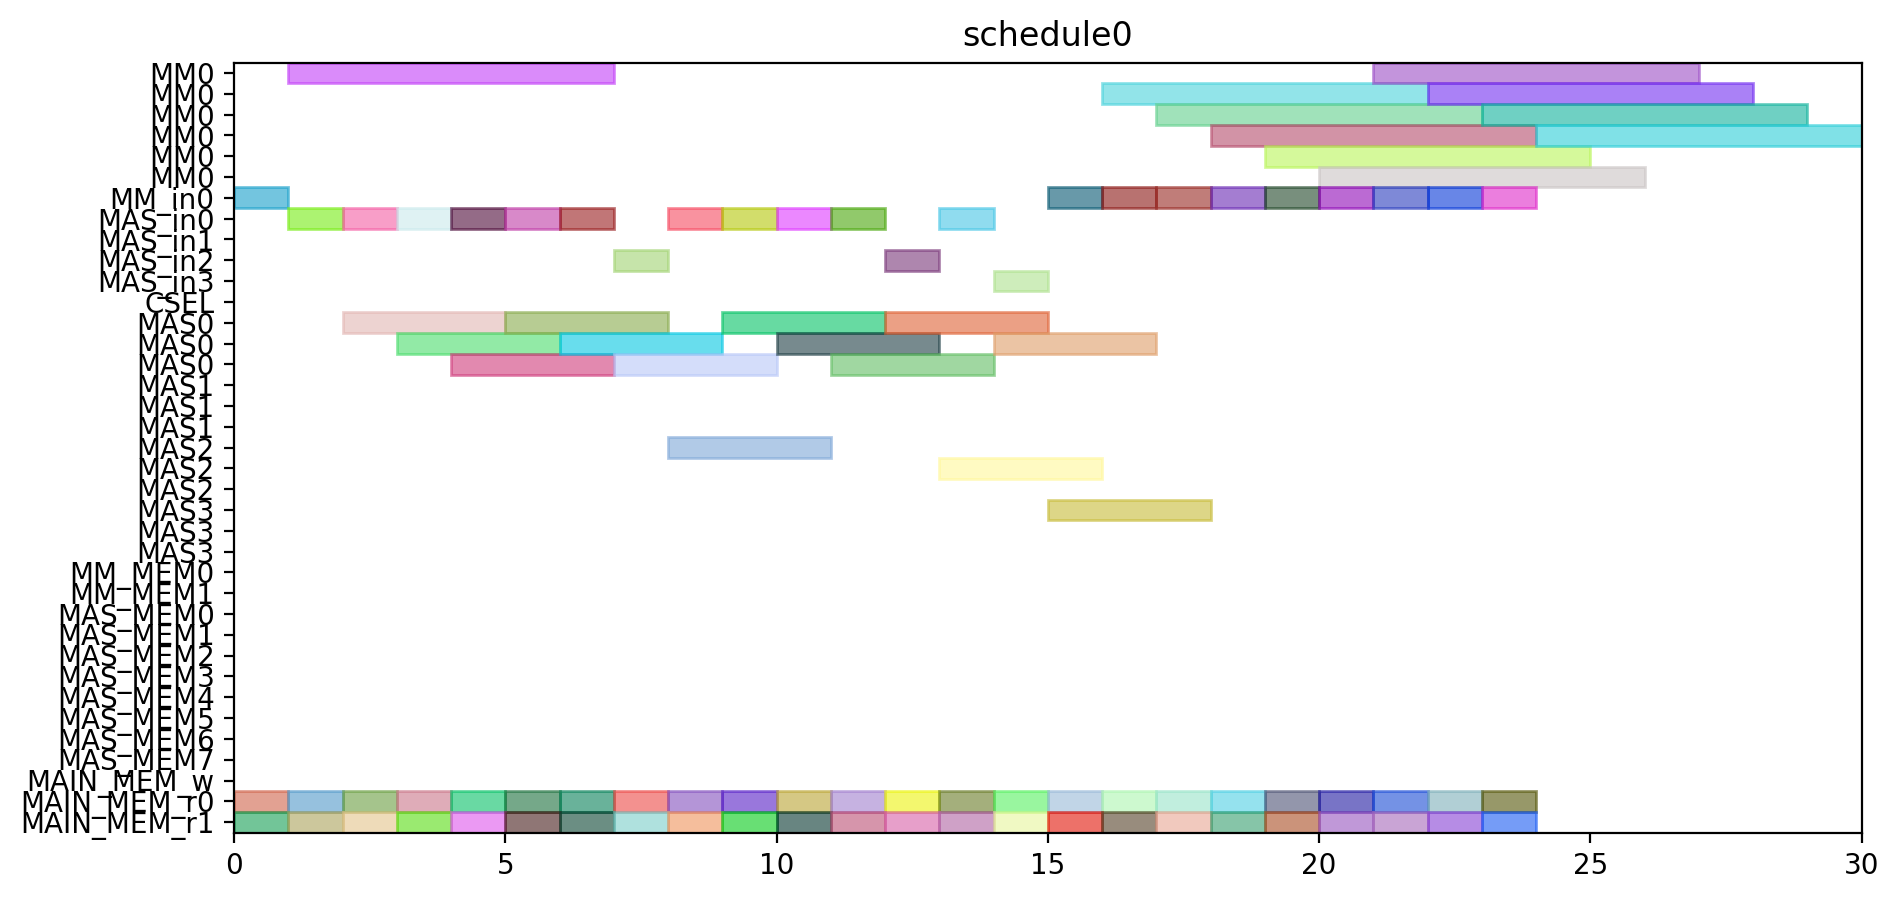 schedule0
MM0
MM0
MM0
MM0
MM0
MM0
MM_in0
MAS_in0
MAS_in1
MAS_in2
MAS_in3
CSEL
MAS0
MAS0
MAS0
MAS1
MAS1
MAS1
MAS2
MAS2
MAS2
MAS3
MAS3
MAS3
MM_MEM0
MM_MEM1
MAS_MEM0
MAS_MEM1
MAS_MEM2
MAS_MEM3
MAS_MEM4
MAS_MEM5
MAS_MEM6
MAS_MEM7
MAIN_MEM_w
MAIN_MEM_r0
MAIN_MEM_r1
0 5 10 15 20 25 30